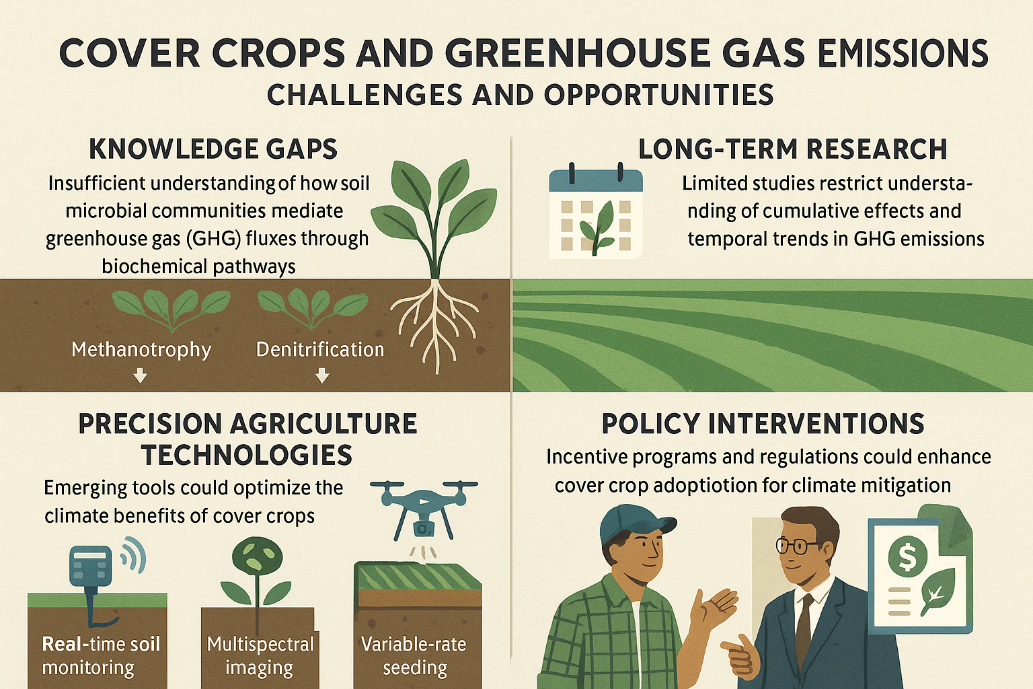 COVER CROPS AND GREENHOUSE GAS EMISSIONS
CHALLENGES AND OPPORTUNITIES
KNOWLEDGE GAPS
Insufficient understanding of how soil
microbial communities mediate
greenhouse gas (GHG) fluxes through
biochemical pathways
Methanotrophy
Denitrification
LONG-TERM RESEARCH
Limited studies restrict understa-
nding of cumulative effects and
temporal trends in GHG emissions
PRECISION AGRICULTURE
TECHNOLOGIES
Emerging tools could optimize the
climate benefits of cover crops
Real-time soil
monitoring
Multispectral
imaging
Variable-rate
seeding
POLICY INTERVENTIONS
Incentive programs and regulations could enhance
cover crop adoptiotion for climate mitigation
$